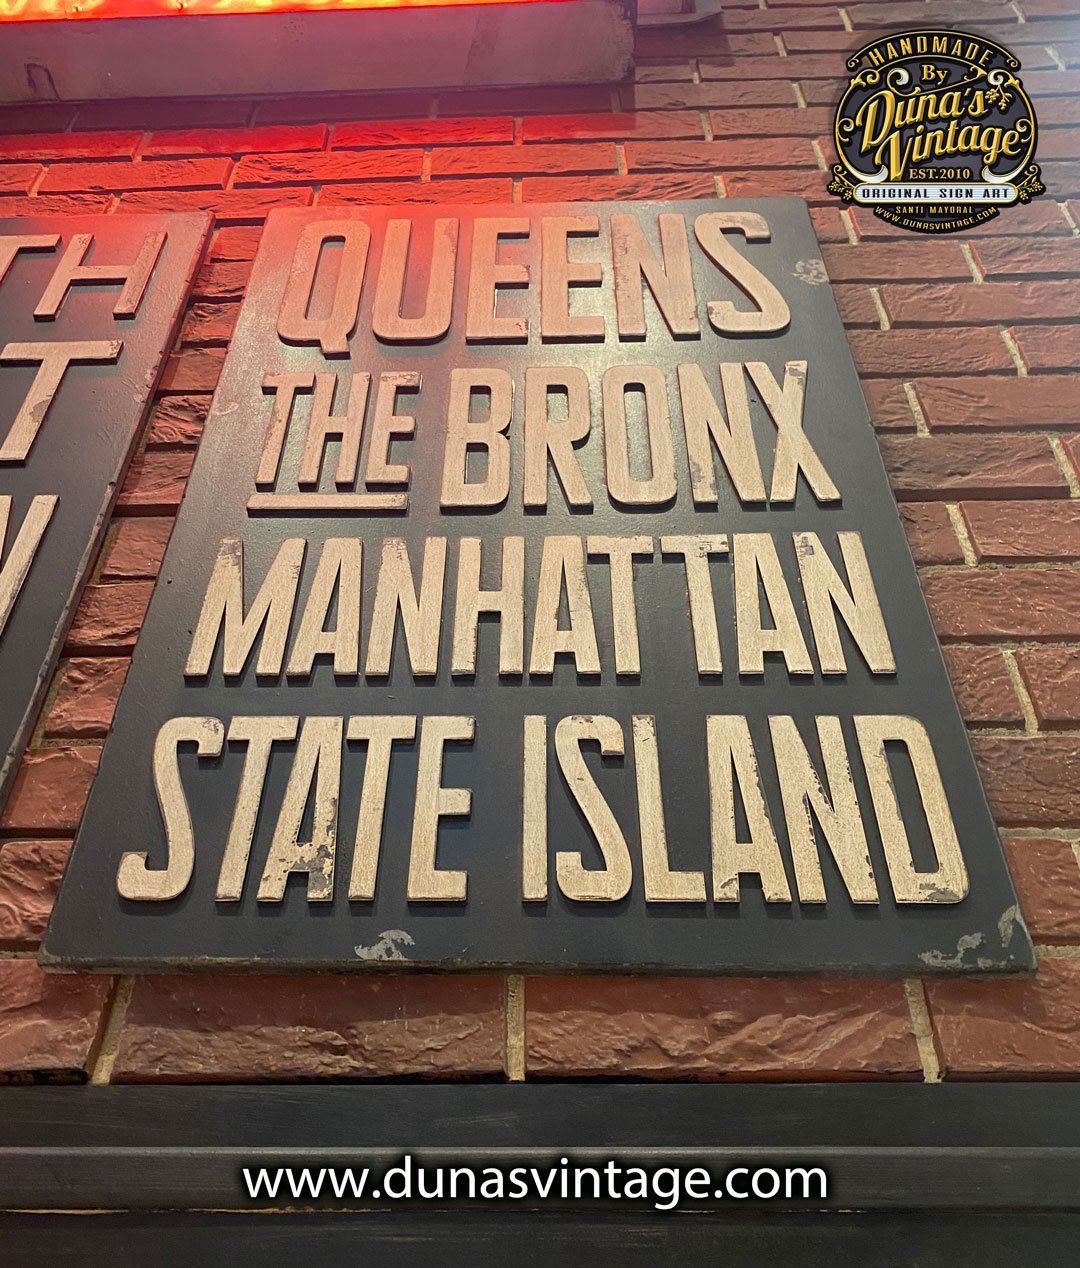 HANDMADE
By
Duna's
Vintage
EST. 2010
ORIGINAL SIGN ART
SANTI MAYORAL
WWW.DUNASVINTAGE.COM
QUEENS
THE BRONX
MANHATTAN
STATE ISLAND
TH
T
www.dunasvintage.com